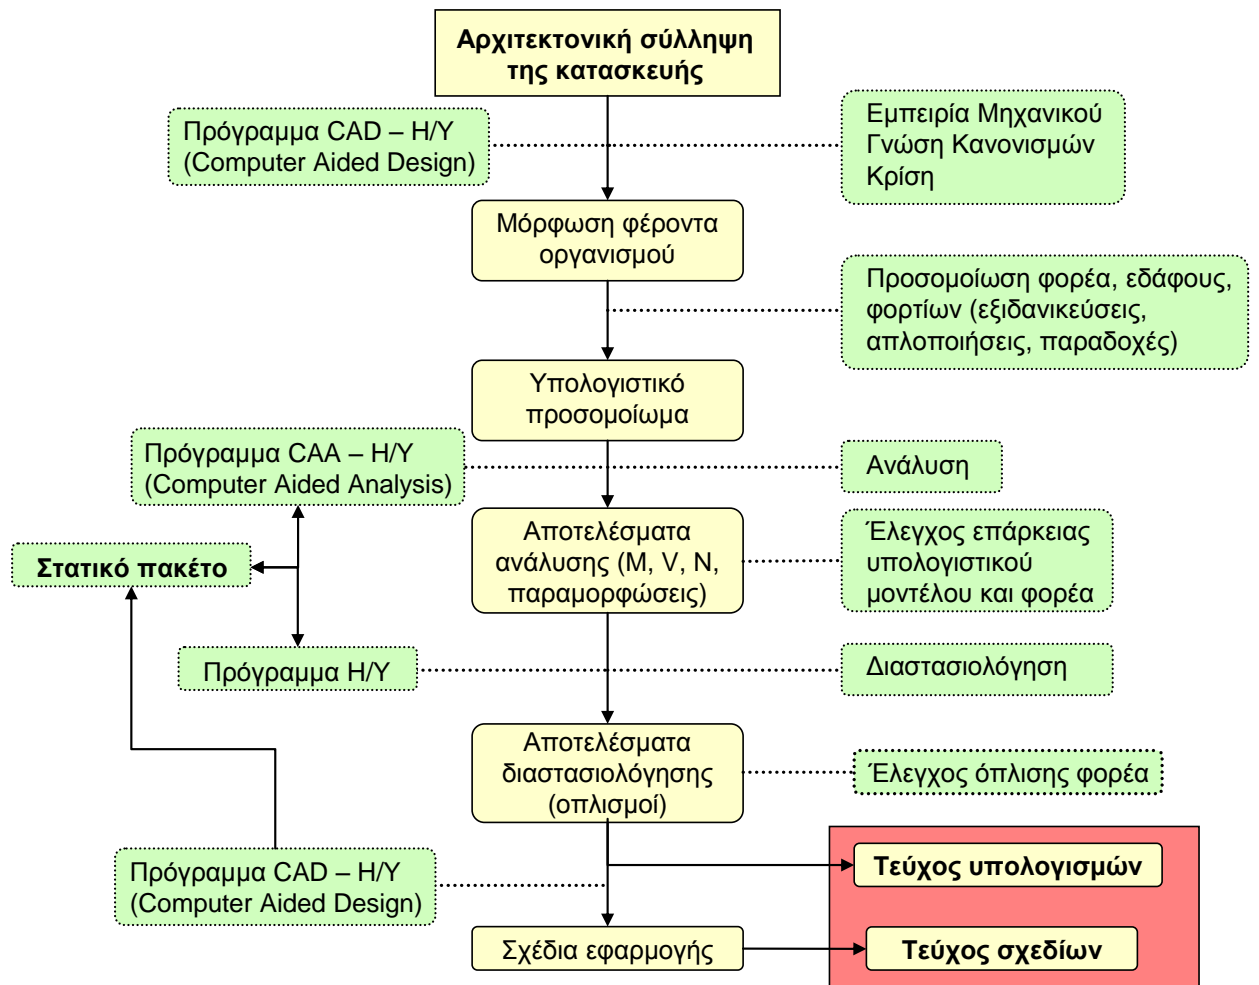 Αρχιτεκτονική σύλληψη
της κατασκευής
Πρόγραμμα CAD – Η/Υ
(Computer Aided Design)
Εμπειρία Μηχανικού
Γνώση Κανονισμών
Κρίση
Μόρφωση φέροντα
οργανισμού
Προσομοίωση φορέα, εδάφους,
φορτίων (εξιδανικεύσεις,
απλοποιήσεις, παραδοχές)
Υπολογιστικό
προσομοίωμα
Πρόγραμμα CAA – Η/Υ
(Computer Aided Analysis)
Ανάλυση
Αποτελέσματα
ανάλυσης (M, V, N,
παραμορφώσεις)
Έλεγχος επάρκειας
υπολογιστικού
μοντέλου και φορέα
Στατικό πακέτο
Πρόγραμμα Η/Υ
Διαστασιολόγηση
Αποτελέσματα
διαστασιολόγησης
(οπλισμοί)
Έλεγχος όπλισης φορέα
Πρόγραμμα CAD – Η/Υ
(Computer Aided Design)
Τεύχος υπολογισμών
Σχέδια εφαρμογής
Τεύχος σχεδίων